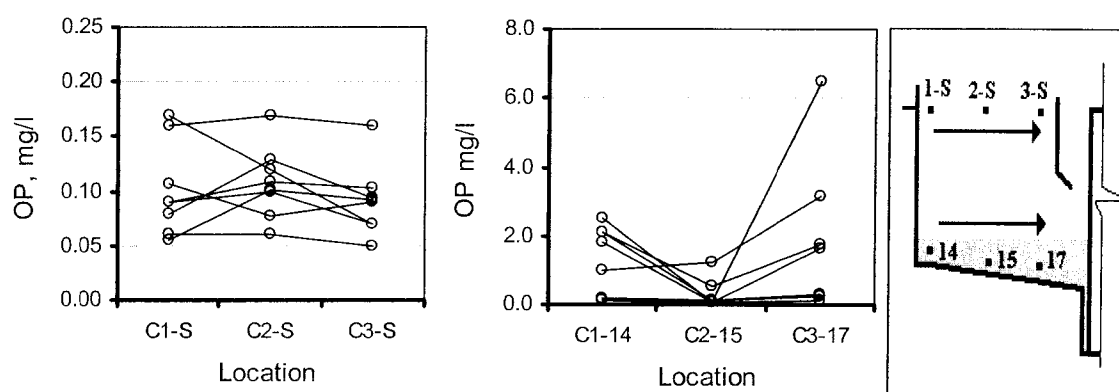 0.25
0.20
0.15
0.10
0.05
0.00
OP, mg/l
C1-S C2-S C3-S
Location
8.0
6.0
4.0
2.0
0.0
OP mg/l
C1-14 C2-15 C3-17
Location
1-S 2-S 3-S
14 15 17